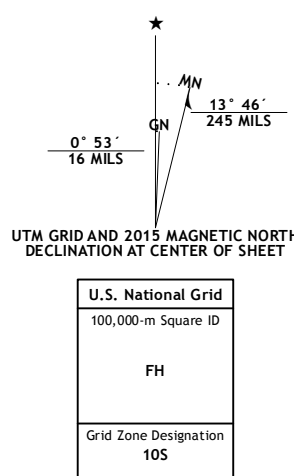 ★
MN
GN
13° 46´
245 MILS
0° 53´
16 MILS
UTM GRID AND 2015 MAGNETIC NORTH
DECLINATION AT CENTER OF SHEET
U.S. National Grid
100,000-m Square ID
FH
Grid Zone Designation
10S